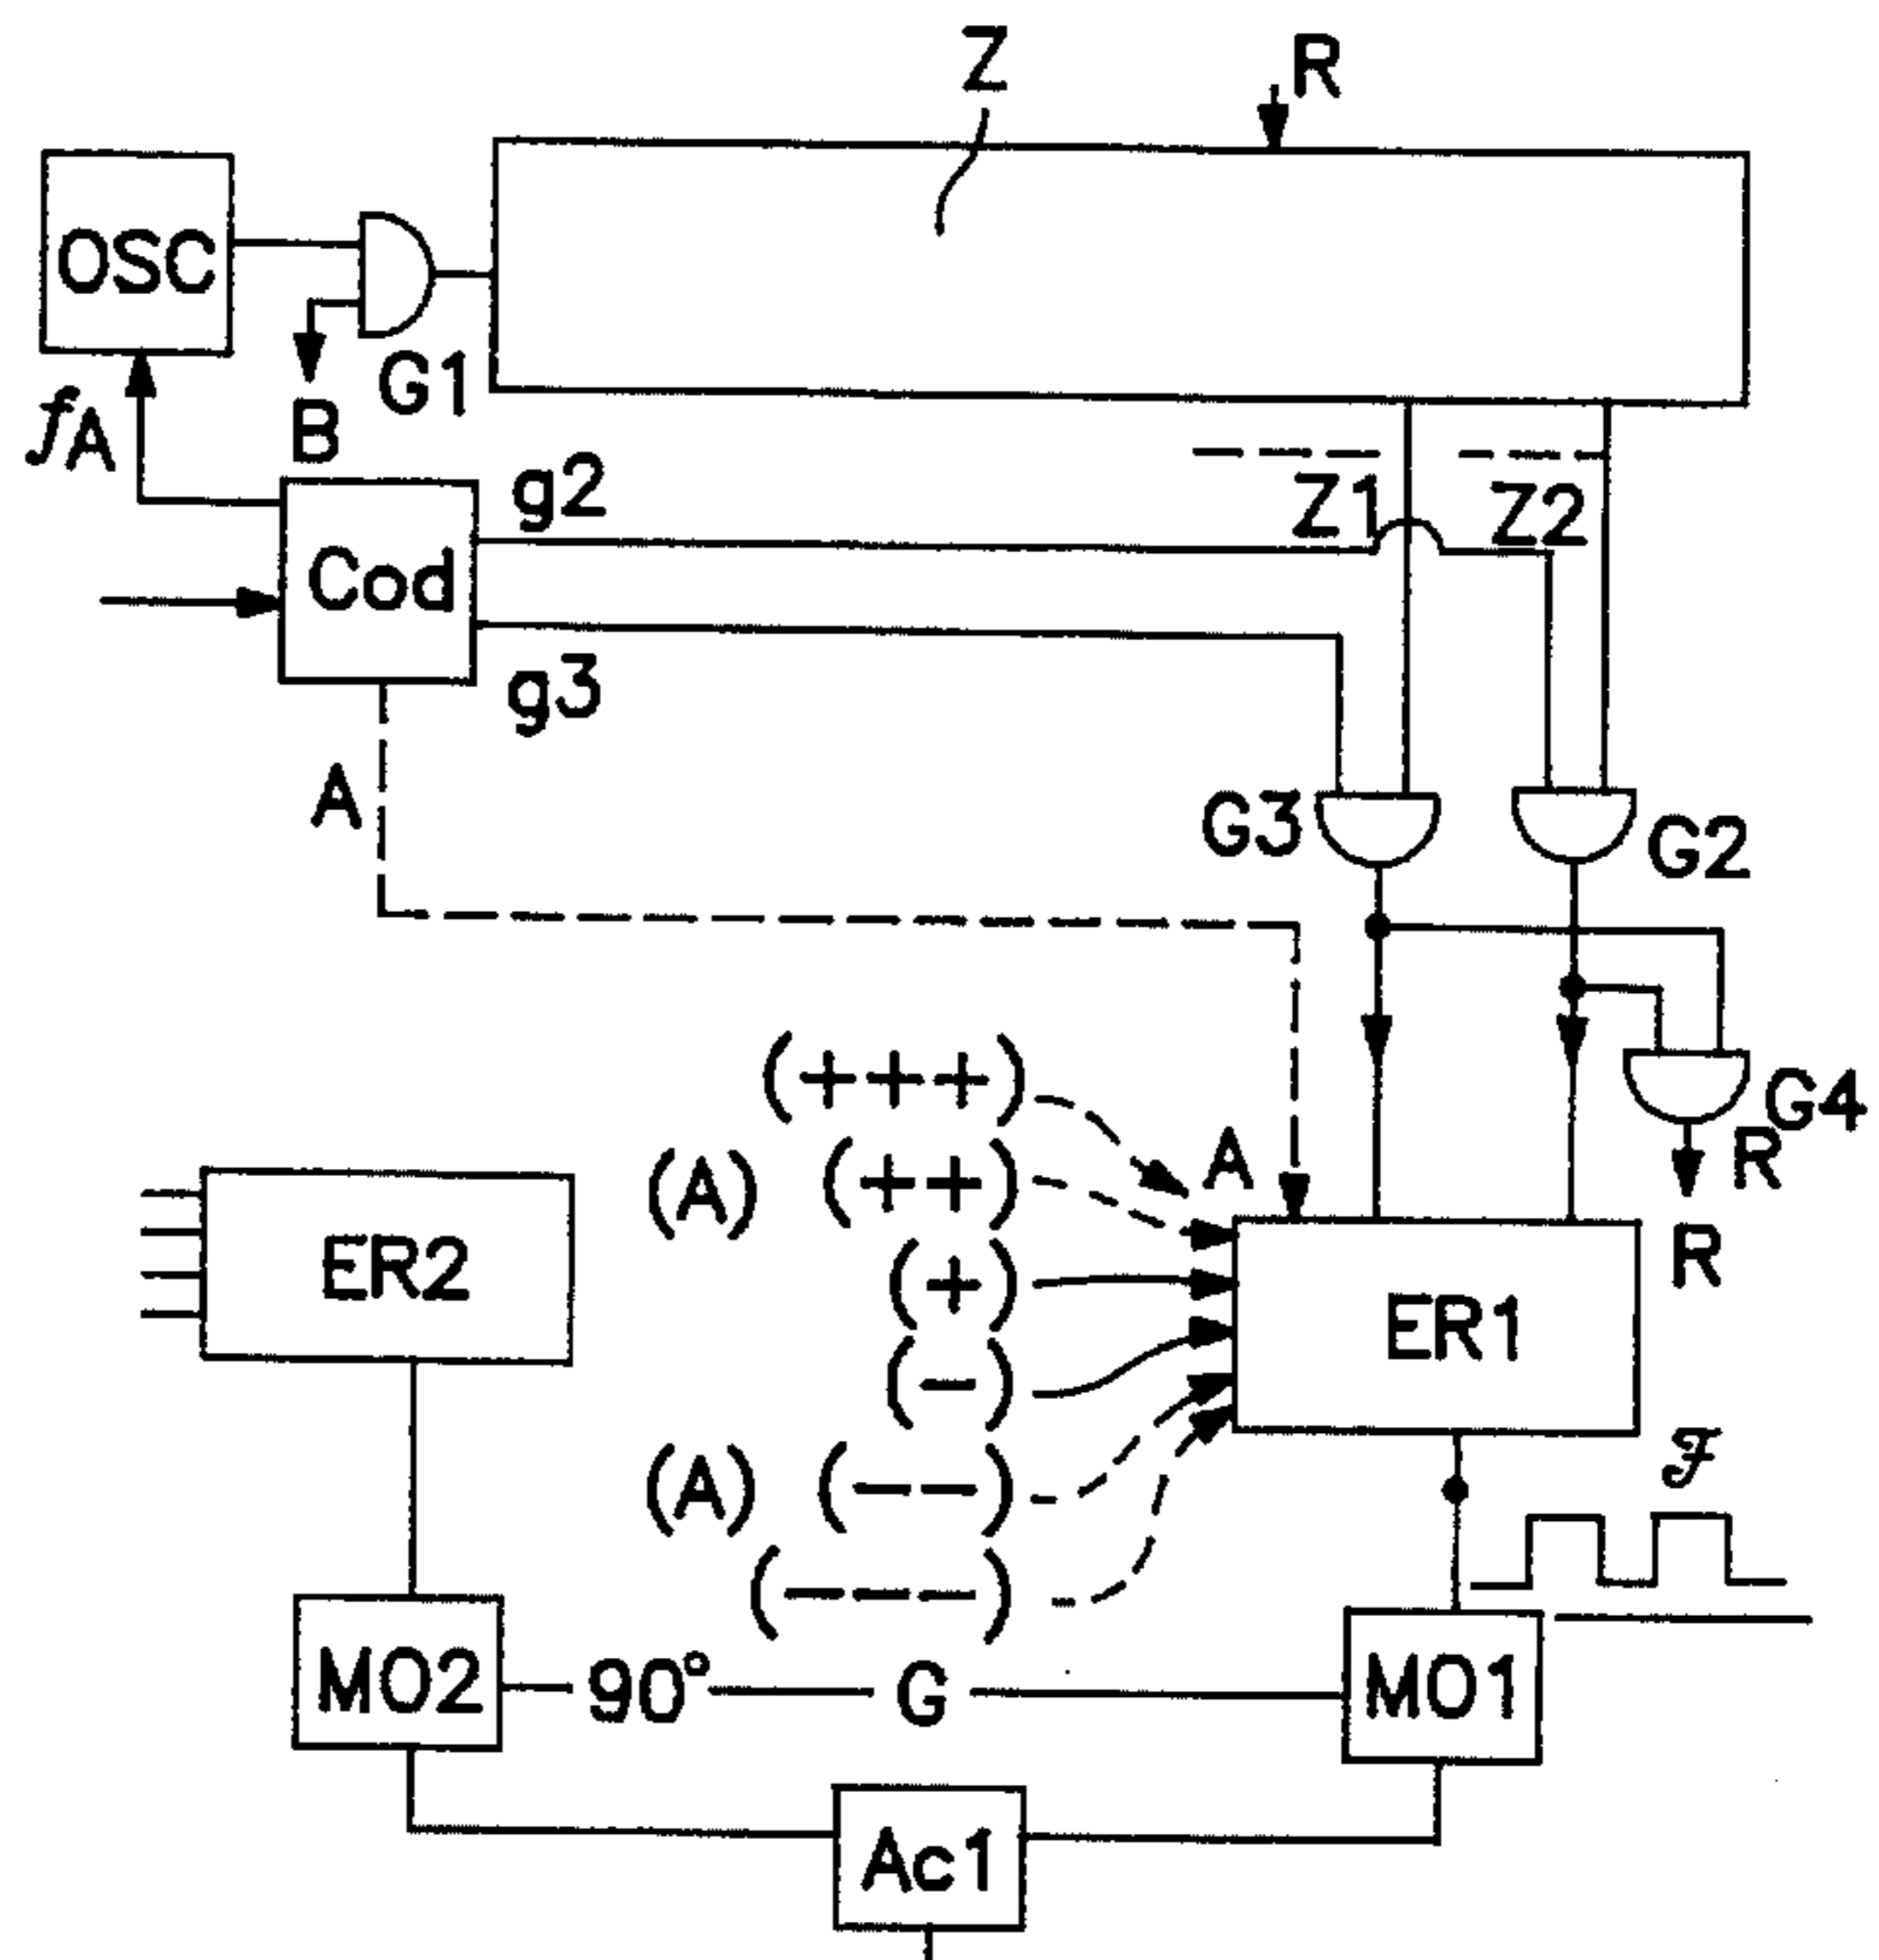 Z
R
OSC
G1
B
fA
g2
Z1
Z2
Cod
g3
A
G3
G2
(+++)
G4
R
A
(A) (++)
ER2
R
(+)
ER1
(-)
(A) (--)
F
(---)
MO2
90°
G
MO1
Ac1